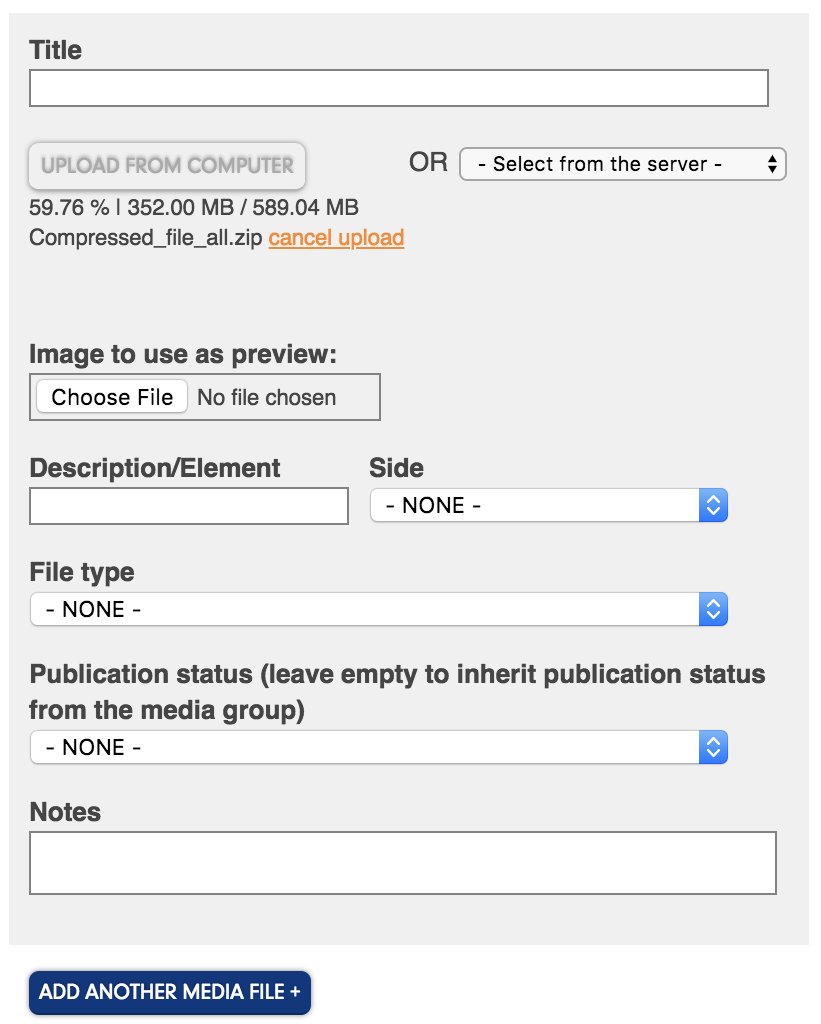 Title
UPLOAD FROM COMPUTER OR - Select from the server -
59.76 % | 352.00 MB / 589.04 MB
Compressed_file_all.zip cancel upload
Image to use as preview:
Choose File No file chosen
Description/Element Side
- NONE -
File type
- NONE -
Publication status (leave empty to inherit publication status
from the media group)
- NONE -
Notes
ADD ANOTHER MEDIA FILE +